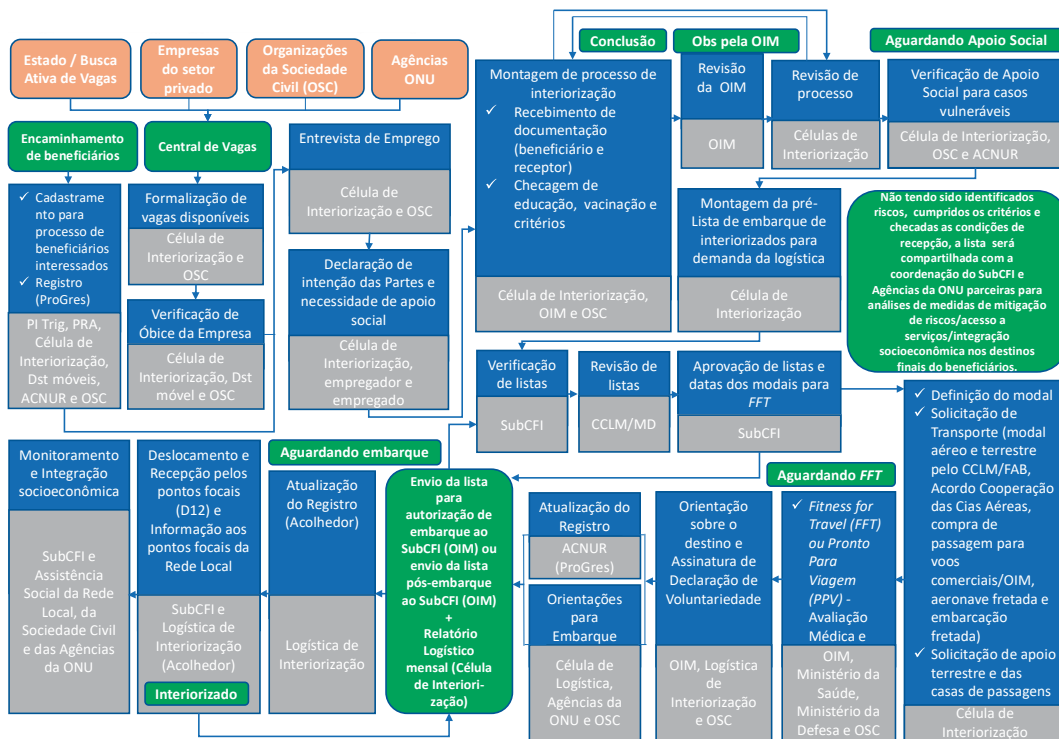 Estado / Busca
Ativa de Vagas
Empresas
do setor
privado
Organizações
da Sociedade
Civil (OSC)
Agências
ONU
Encaminhamento
de beneficiários
✓ Cadastrame
nto para
processo de
beneficiários
interessados
✓ Registro
(ProGres)
PI Trig, PRA,
Célula de
Interiorização,
Dst móveis,
ACNUR e OSC
Central de Vagas
Formalização de
vagas disponíveis
Célula de
Interiorização e
OSC
Verificação de
Óbice da Empresa
Célula de
Interiorização, Dst
móvel e OSC
Entrevista de Emprego
Célula de
Interiorização e OSC
Declaração de
intenção das Partes e
necessidade de apoio
social
Célula de Interiorização,
empregador e
empregado
Conclusão
Montagem de processo de
interiorização
✓ Recebimento de
documentação
(beneficiário e
receptor)
✓ Checagem de
educação, vacinação e
critérios
Célula de Interiorização,
OIM e OSC
Obs pela OIM
Revisão
da OIM
OIM
Revisão de
processo
Células de
Interiorização
Aguardando Apoio Social
Verificação de Apoio
Social para casos
vulneráveis
Célula de Interiorização,
OSC e ACNUR
Montagem da pré-
Lista de embarque de
interiorizados para
demanda da logística
Célula de
Interiorização
Não tendo sido identificados
riscos, cumpridos os critérios e
checadas as condições de
recepção, a lista será
compartilhada com a
coordenação do SubCFI e
Agências da ONU parceiras para
análises de medidas de mitigação
de riscos/acesso a
serviços/integração
socioeconômica nos destinos
finais do beneficiários.
Verificação
de listas
SubCFI
Revisão de
listas
CCLM/MD
Aprovação de listas e
datas dos modais para
FFT
SubCFI
✓ Definição do modal
✓ Solicitação de
Transporte (modal
aéreo e terrestre
pelo CCLM/FAB,
Acordo Cooperação
das Cias Aéreas,
compra de
passagem para
voos
comerciais/OIM,
aeronave fretada e
embarcação
fretada)
✓ Solicitação de apoio
terrestre e das
casas de passagens
Célula de
Interiorização
Aguardando FFT
✓ Fitness for
Travel (FFT)
ou Pronto
Para
Viagem
(PPV) -
Avaliação
Médica e
OIM,
Ministério da
Saúde,
Ministério da
Defesa e OSC
Orientação
sobre o
destino e
Assinatura de
Declaração de
Voluntariedade
OIM, Logística
de
Interiorização
e OSC
Atualização do
Registro
ACNUR
(ProGres)
Orientações para
Embarque
Célula de
Logística,
Agências da
ONU e OSC
Envio da lista
para
autorização de
embarque ao
SubCFI (OIM) ou
envio da lista
pós-embarque
ao SubCFI (OIM)
+
Relatório
Logístico
mensal (Célula
de Interiori-
zação)
Aguardando embarque
Atualização
do Registro
(Acolhedor)
Logística de
Interiorização
Deslocamento e
Recepção pelos
pontos focais
(D12) e
Informação aos
pontos focais da
Rede Local
SubCFI e
Logística de
Interiorização
(Acolhedor)
Interiorizado
Monitoramento e
Integração
socioeconômica
SubCFI e
Assistência
Social da Rede
Local, da
Sociedade Civil
e das Agências
da ONU